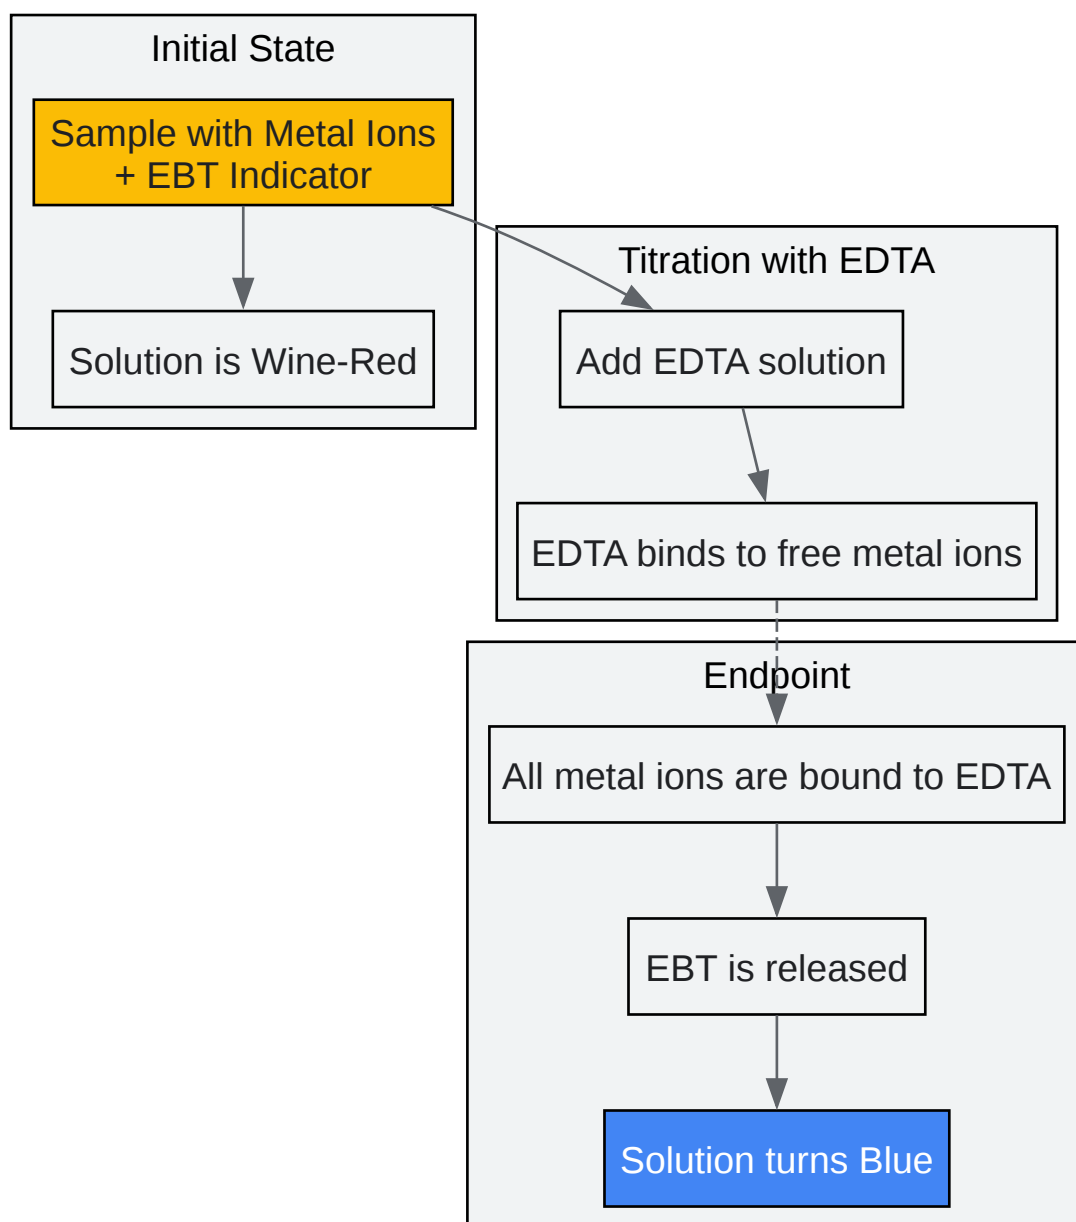 Initial State
Sample with Metal Ions
+ EBT Indicator
Solution is Wine-Red
Titration with EDTA
Add EDTA solution
EDTA binds to free metal ions
Endpoint
All metal ions are bound to EDTA
EBT is released
Solution turns Blue